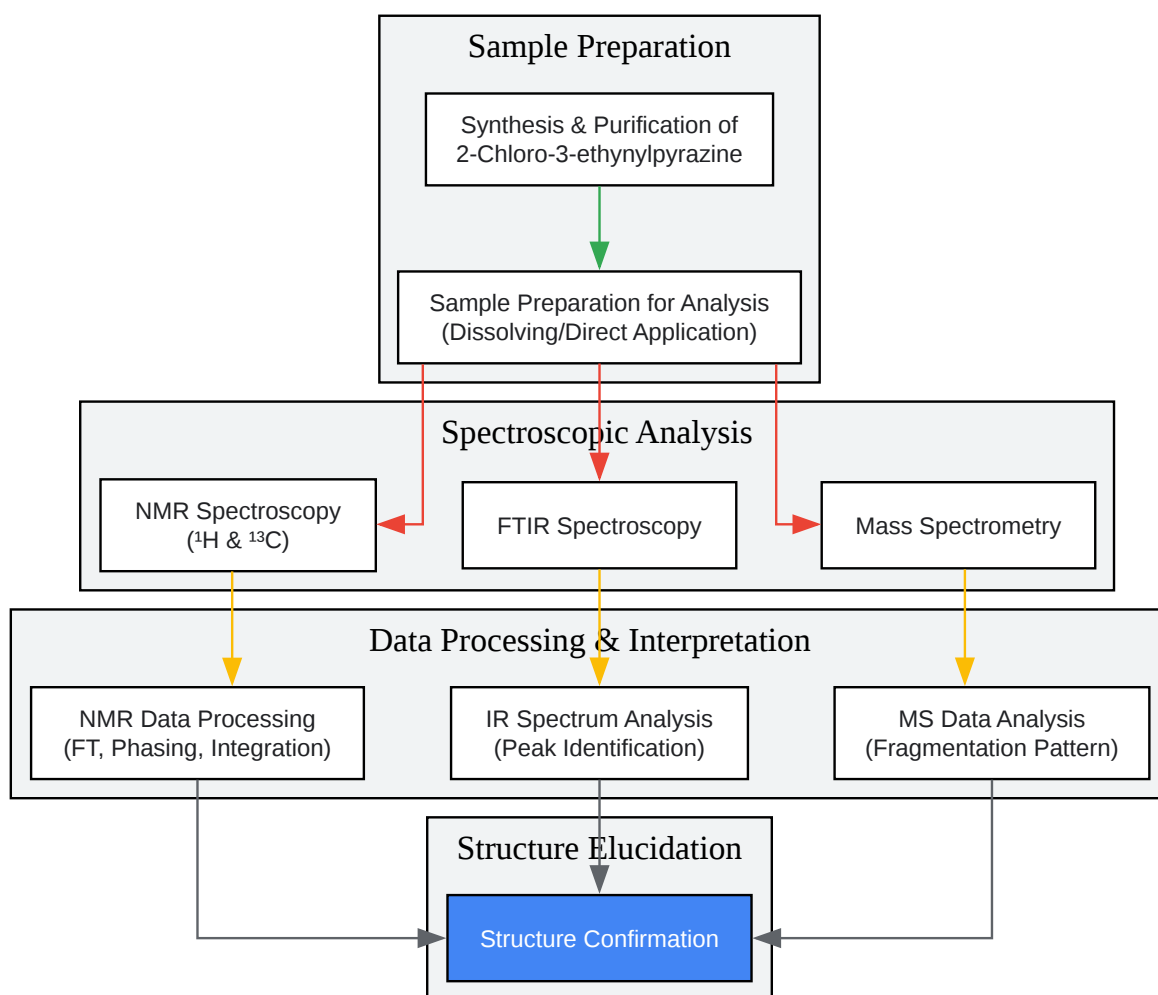 Sample Preparation
Synthesis & Purification of
2-Chloro-3-ethynylpyrazine
Sample Preparation for Analysis
(Dissolving/Direct Application)
Spectroscopic Analysis
NMR Spectroscopy
(¹H & ¹³C)
FTIR Spectroscopy
Mass Spectrometry
Data Processing & Interpretation
NMR Data Processing
(FT, Phasing, Integration)
IR Spectrum Analysis
(Peak Identification)
MS Data Analysis
(Fragmentation Pattern)
Structure Elucidation
Structure Confirmation